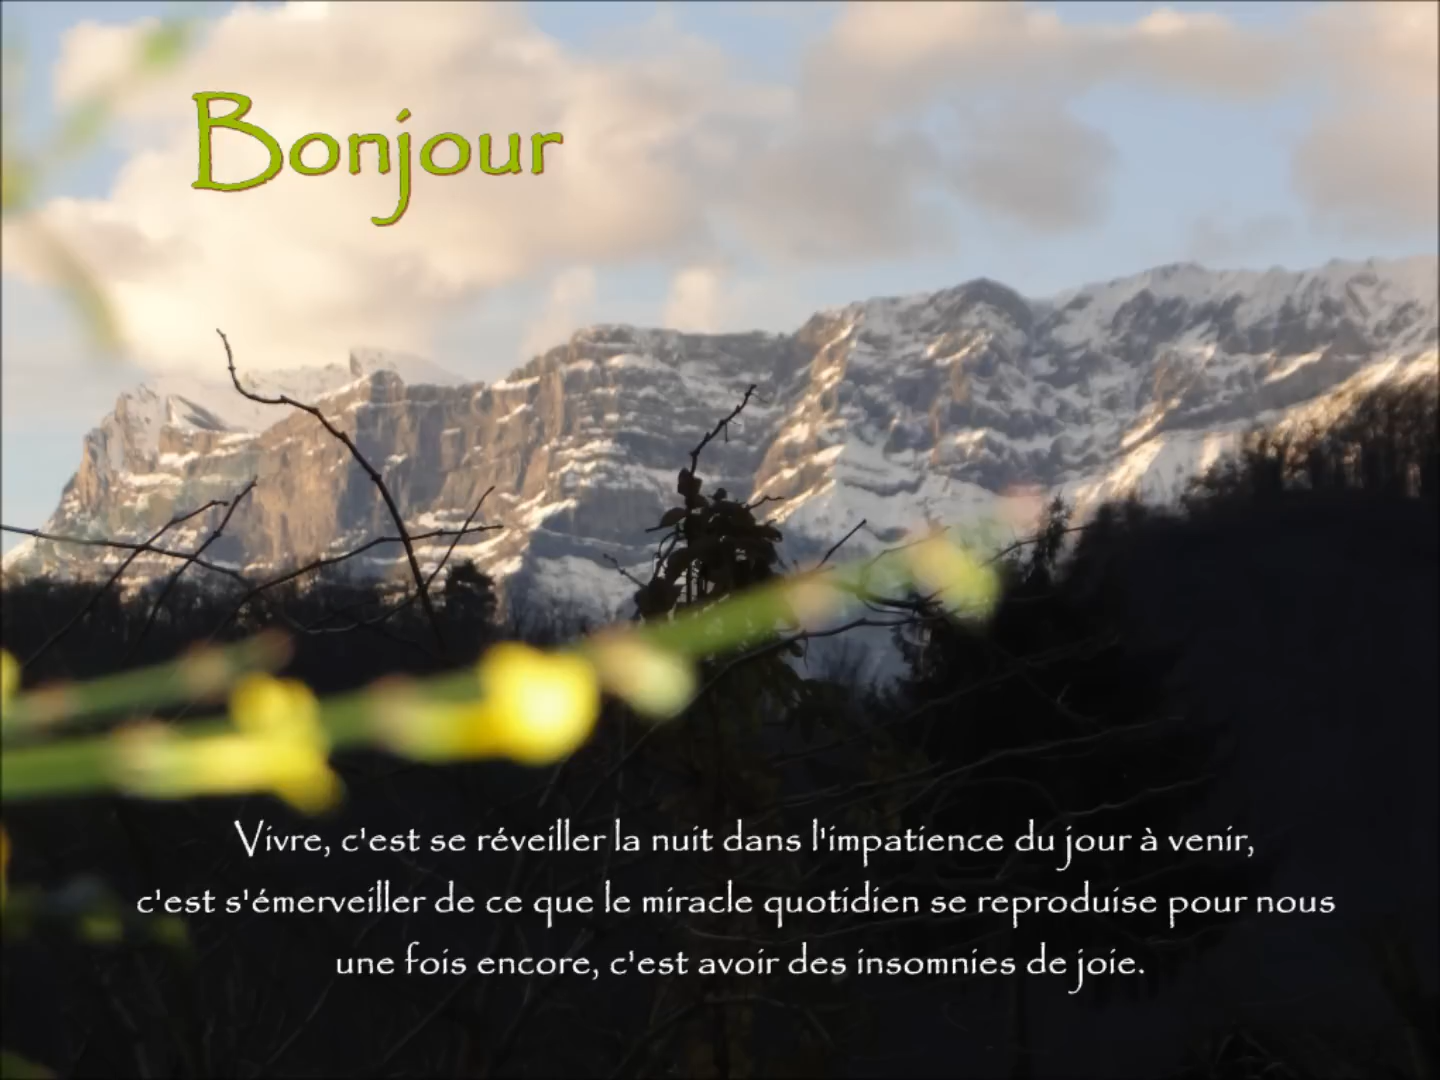 Bonjour
Vivre, c'est se réveiller la nuit dans l'impatience du jour à venir,
c'est s'émerveiller de ce que le miracle quotidien se reproduise pour nous
une fois encore, c'est avoir des insomnies de joie.